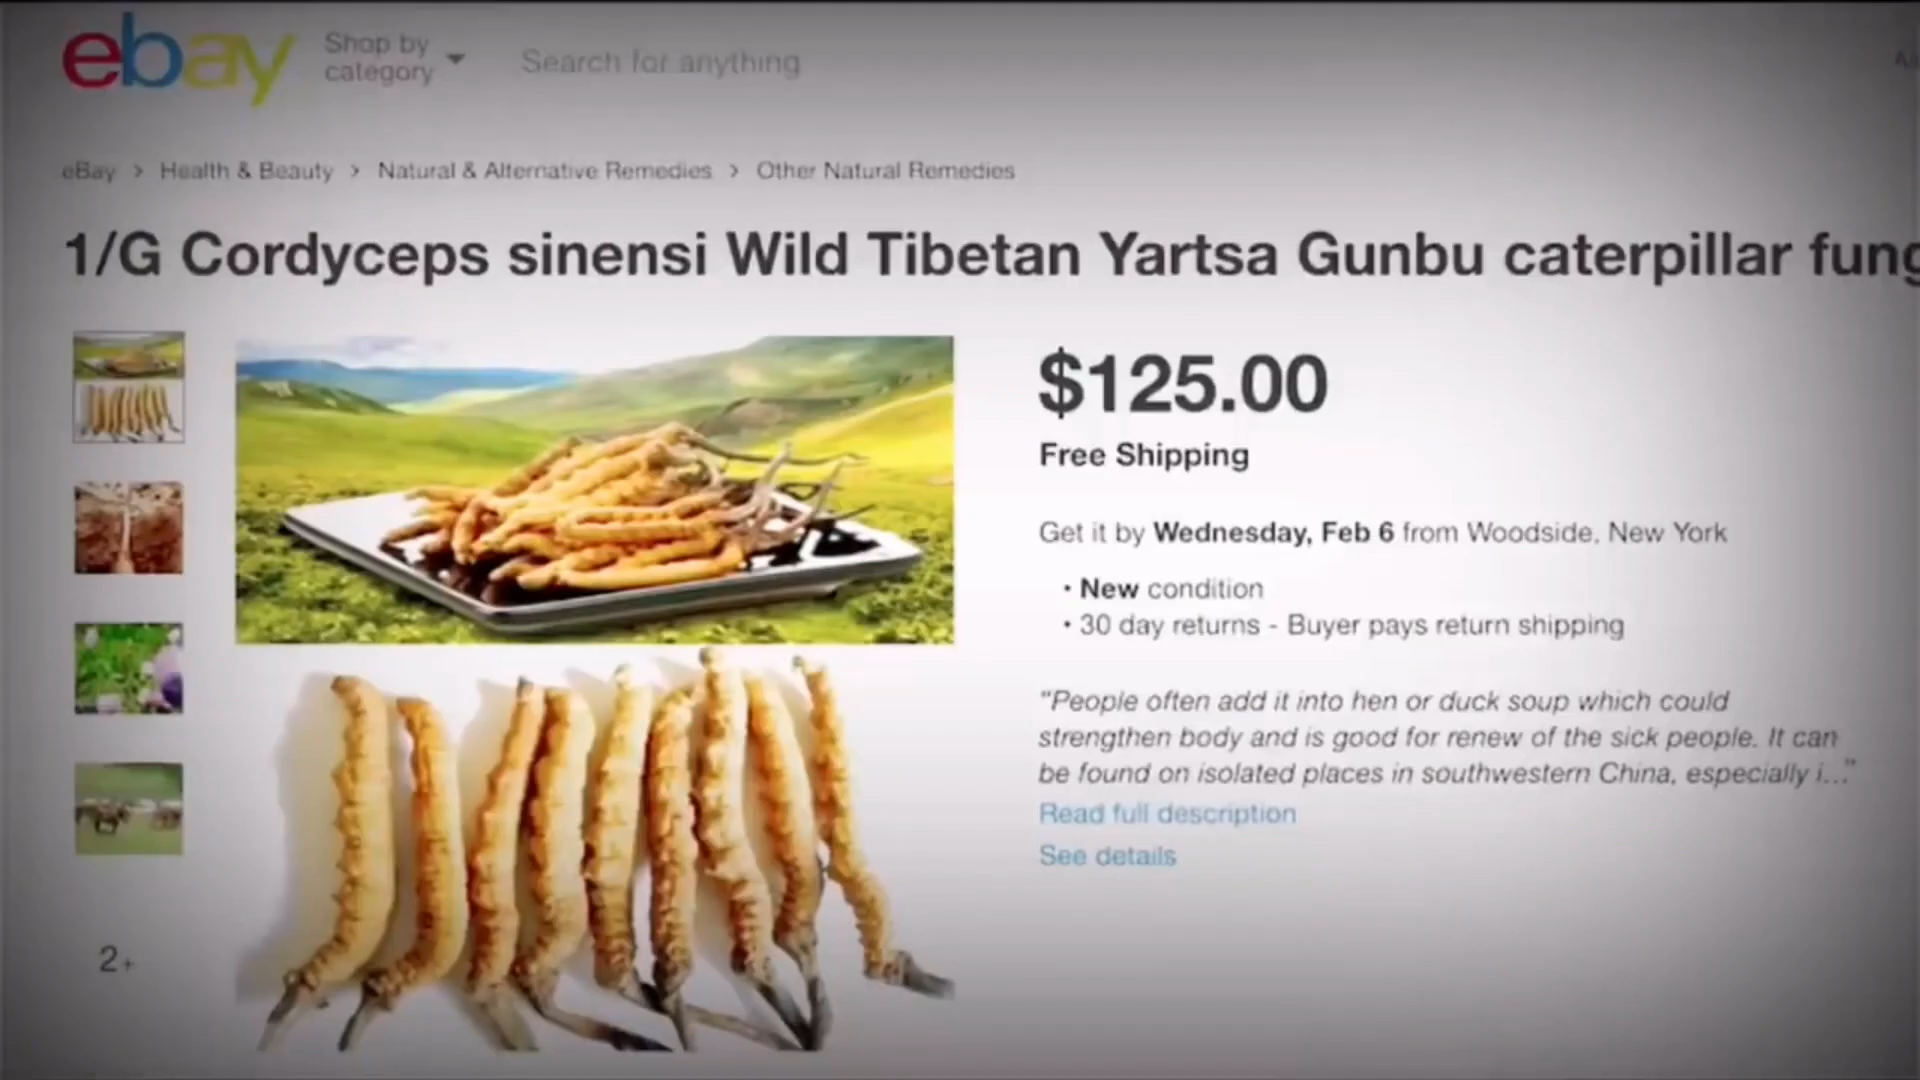 ebay
Shop by
category
Search for anything
eBay > Health & Beauty > Natural & Alternative Remedies > Other Natural Remedies
1/G Cordyceps sinensi Wild Tibetan Yartsa Gunbu caterpillar fung
$125.00
Free Shipping
Get it by Wednesday, Feb 6 from Woodside, New York
• New condition
• 30 day returns - Buyer pays return shipping
"People often add it into hen or duck soup which could
strengthen body and is good for renew of the sick people. It can
be found on isolated places in southwestern China, especially i..."
Read full description
See details
2+